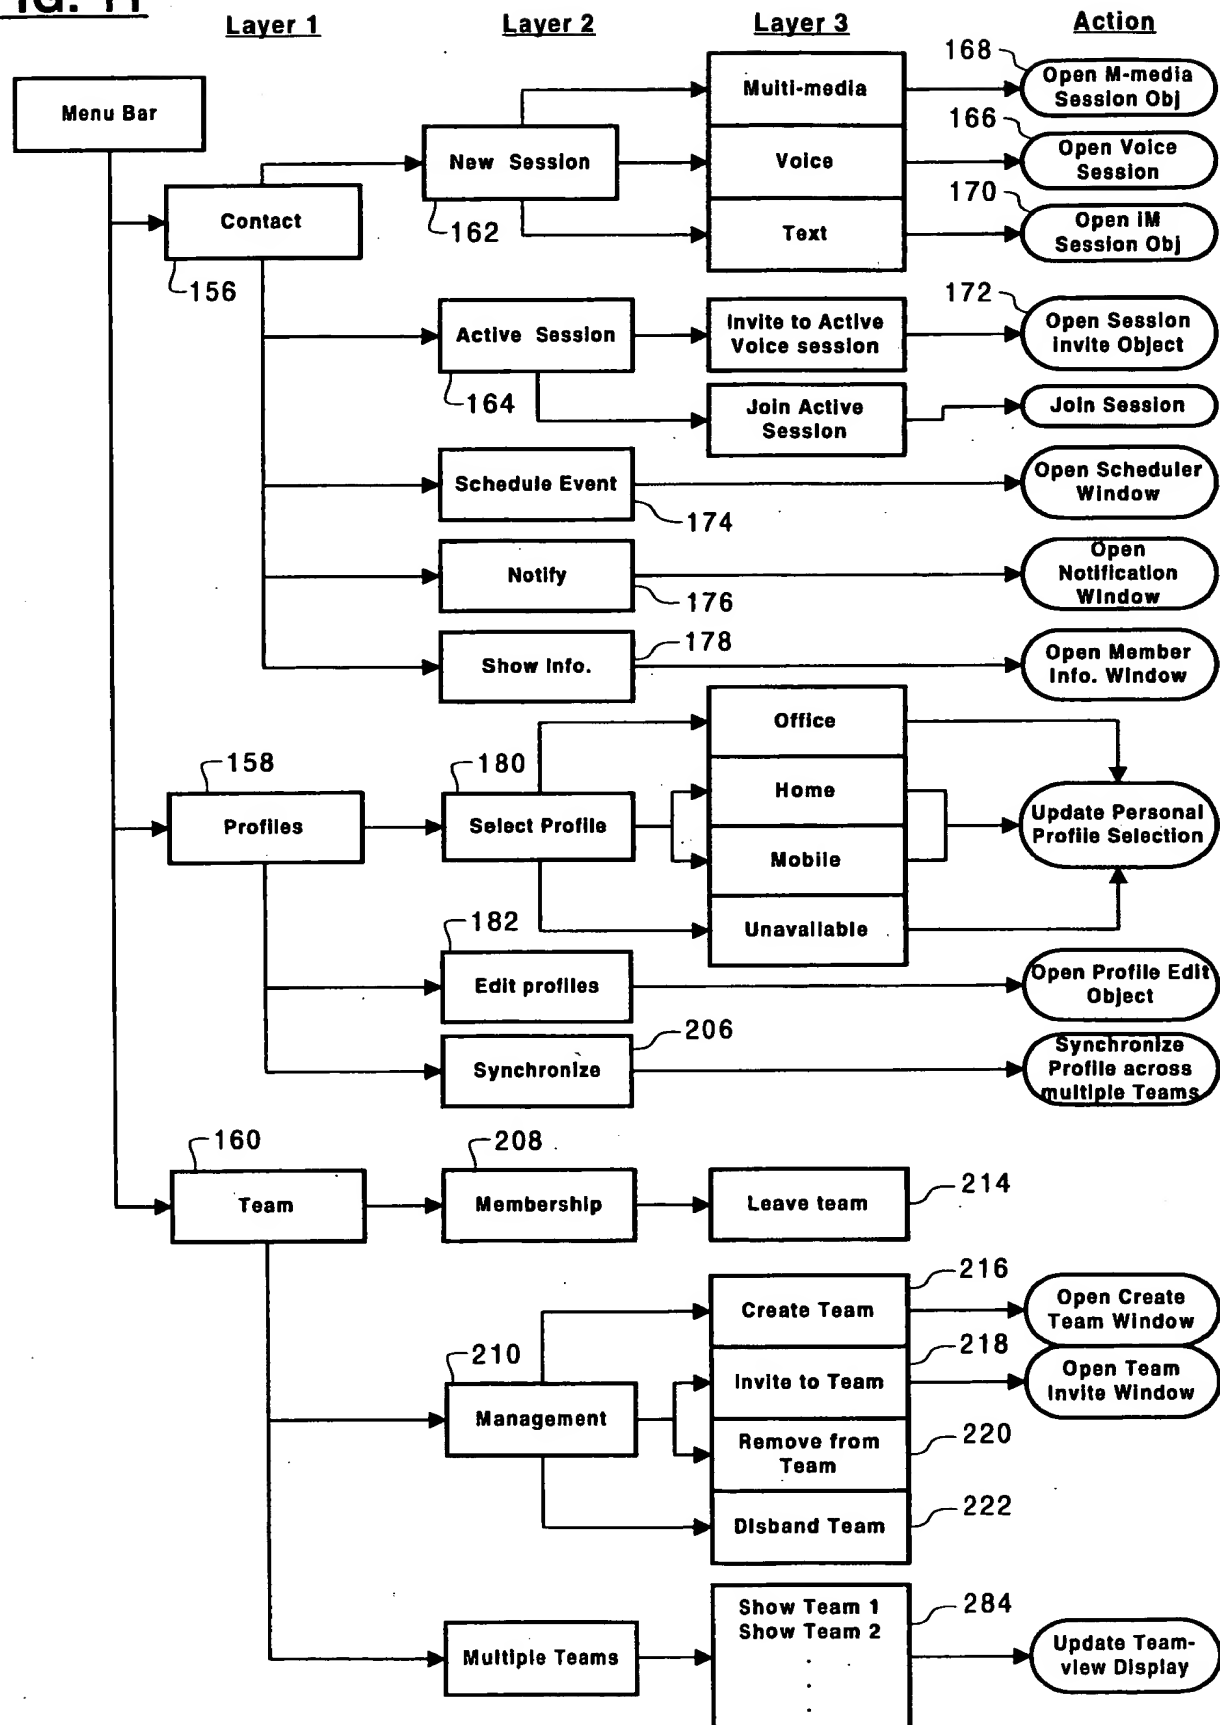 FIG. 11
Layer 1
Layer 2
Layer 3
Action
Menu Bar
Contact
156
New Session
162
Multi-media
Voice
Text
168
Open M-media
Session Obj
166
Open Voice
Session
170
Open iM
Session Obj
Active Session
164
Invite to Active
Voice session
172
Open Session
invite Object
Join Active
Session
Join Session
Schedule Event
174
Open Scheduler
Window
Notify
176
Open
Notification
Window
178
Show Info.
Open Member
Info. Window
158
Profiles
180
Select Profile
Office
Home
Mobile
Unavailable
Update Personal
Profile Selection
182
Edit profiles
Open Profile Edit
Object
206
Synchronize
Synchronize
Profile across
multiple Teams
160
Team
208
Membership
Leave team
214
210
Management
216
Create Team
Open Create
Team Window
218
Invite to Team
Open Team
Invite Window
Remove from
Team
220
Disband Team
222
Multiple Teams
Show Team 1
Show Team 2
.
.
.
284
Update Team-
view Display